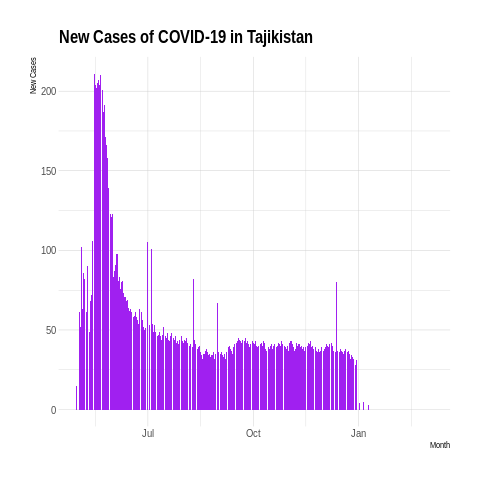 New Cases of COVID-19 in Tajikistan
New Cases
200
150
100
50
0
Jul Oct Jan
Month